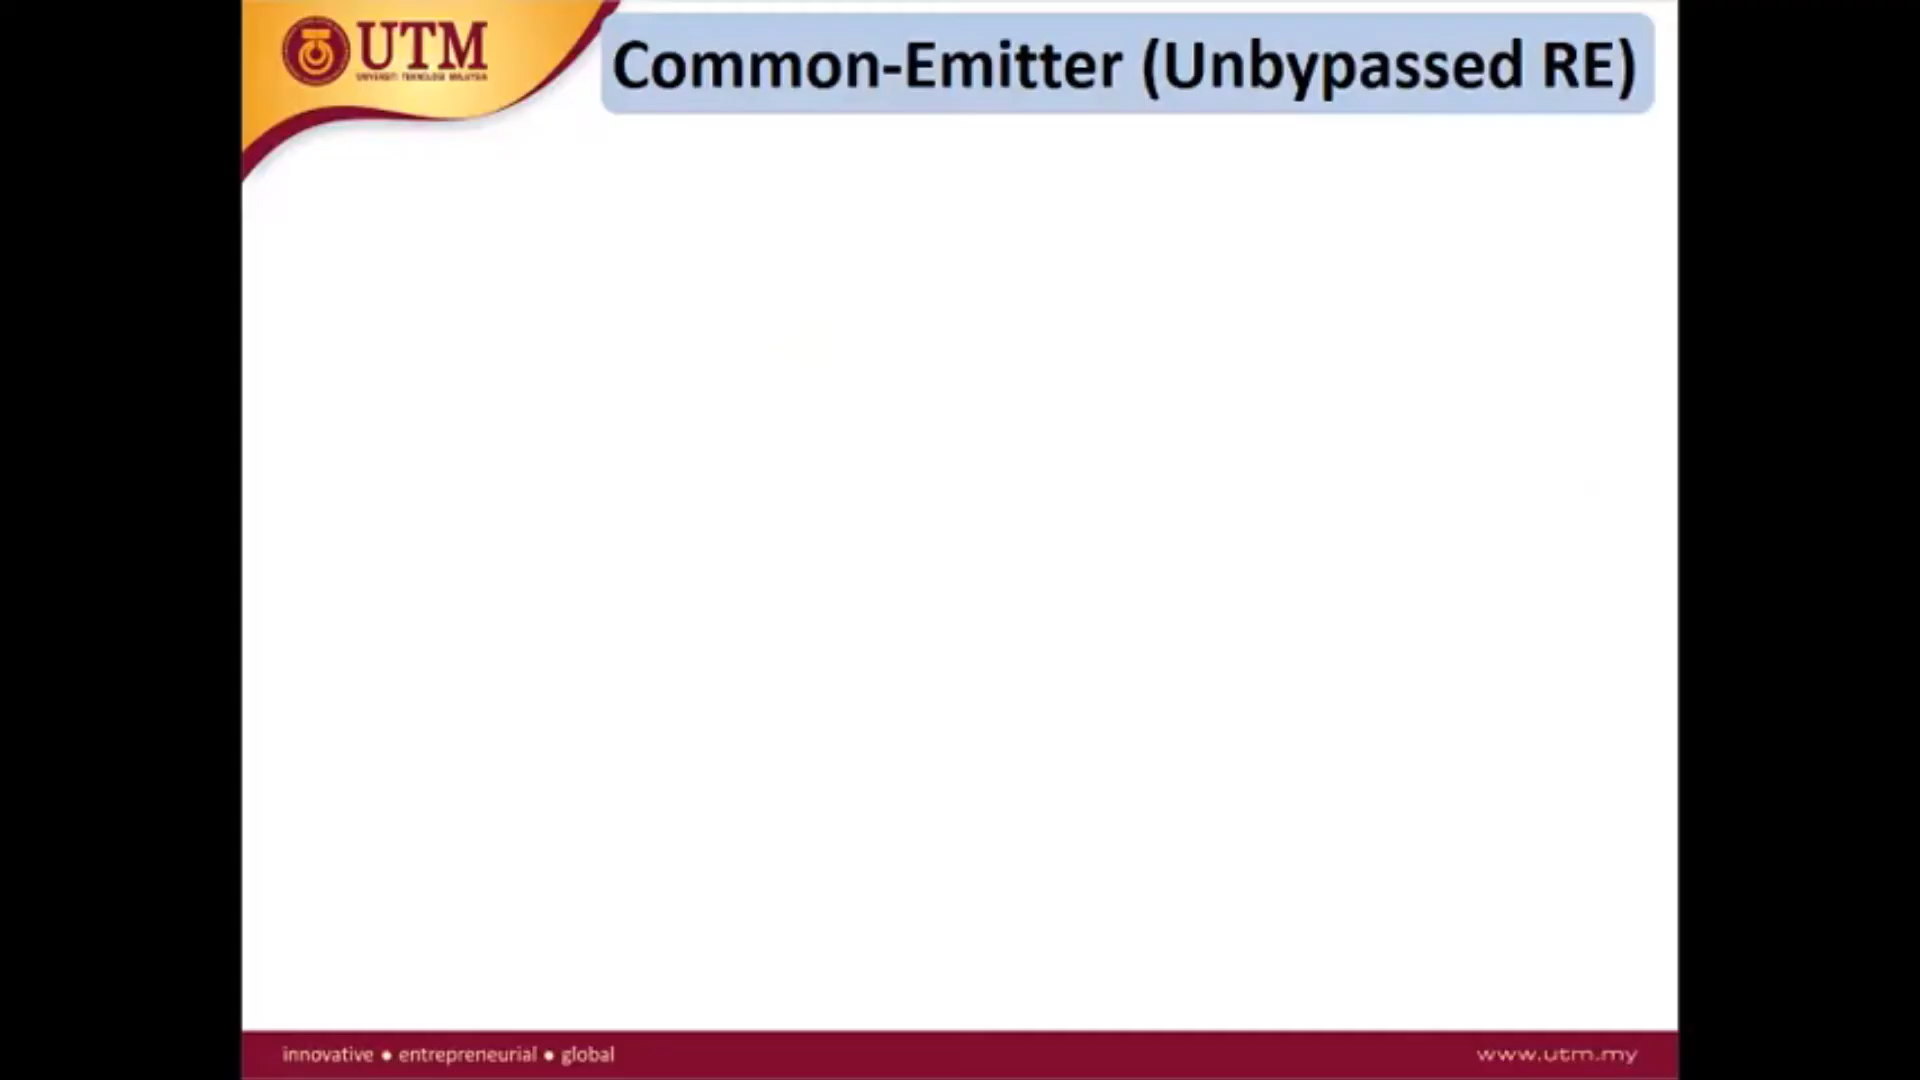 UTM
UNIVERSITI TEKNOLOGI MALAYSIA
Common-Emitter (Unbypassed RE)
innovative ● entrepreneurial ● global
www.utm.my